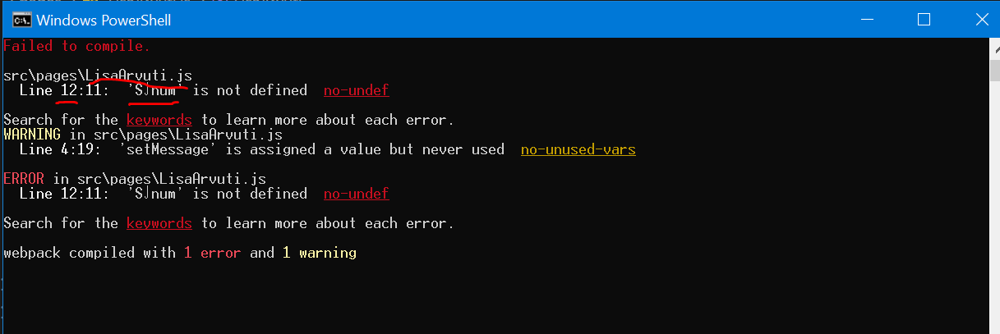 Windows PowerShell
Failed to compile.
src\pages\LisaArvuti.js
Line 12:11: 'S⌡num' is not defined no-undef
Search for the keywords to learn more about each error.
WARNING in src\pages\LisaArvuti.js
Line 4:19: 'setMessage' is assigned a value but never used no-unused-vars
ERROR in src\pages\LisaArvuti.js
Line 12:11: 'S⌡num' is not defined no-undef
Search for the keywords to learn more about each error.
webpack compiled with 1 error and 1 warning